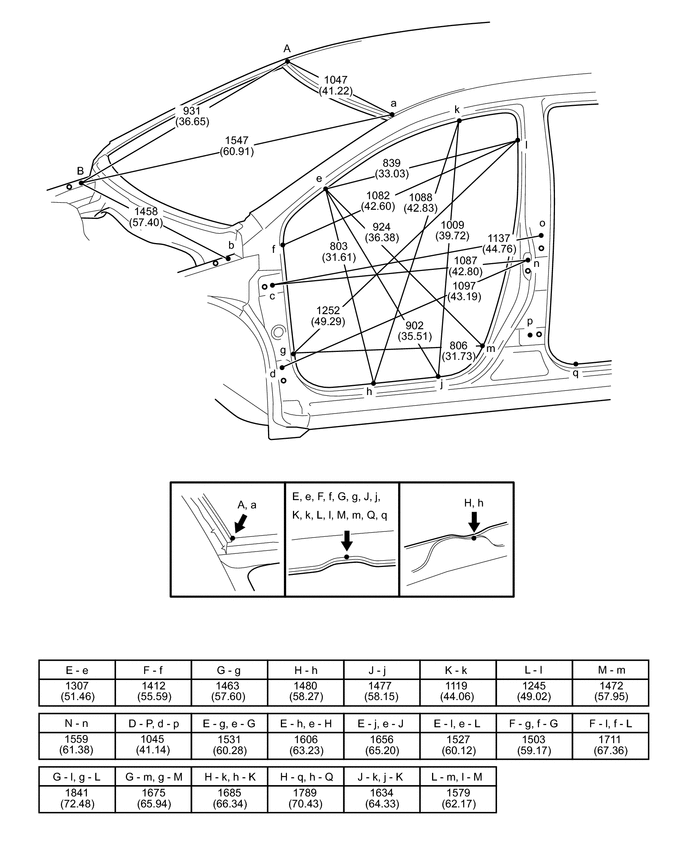 A
1047
(41.22)
a
k
931
(36.65)
1547
(60.91)
l
B
e
839
(33.03)
1082
(42.60)
1088
(42.83)
1458
(57.40)
924
(36.38)
1009
(39.72)
o
b
f
803
(31.61)
1137
(44.76)
1087
(42.80)
n
c
1097
(43.19)
1252
(49.29)
902
(35.51)
p
g
806
(31.73)
m
d
h
j
q
A, a
E, e, F, f, G, g, J, j,
K, k, L, l, M, m, Q, q
H, h
E - e F - f G - g H - h J - j K - k L - l M - m
1307 1412 1463 1480 1477 1119 1245 1472
(51.46) (55.59) (57.60) (58.27) (58.15) (44.06) (49.02) (57.95)
N - n D - P, d - p E - g, e - G E - h, e - H E - j, e - J E - l, e - L F - g, f - G F - l, f - L
1559 1045 1531 1606 1656 1527 1503 1711
(61.38) (41.14) (60.28) (63.23) (65.20) (60.12) (59.17) (67.36)
G - l, g - L G - m, g - M H - k, h - K H - q, h - Q J - k, j - K L - m, l - M
1841 1675 1685 1789 1634 1579
(72.48) (65.94) (66.34) (70.43) (64.33) (62.17)